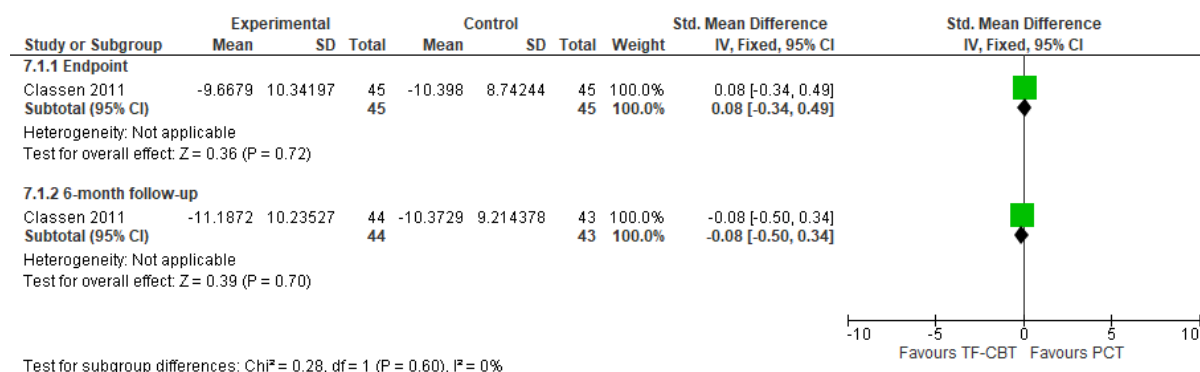 Experimental Control Std. Mean Difference Std. Mean Difference
Study or Subgroup Mean SD Total Mean SD Total Weight IV, Fixed, 95% CI IV, Fixed, 95% CI
7.1.1 Endpoint
Classen 2011 -9.6679 10.34197 45 -10.398 8.74244 45 100.0% 0.08 [-0.34, 0.49]
Subtotal (95% CI) 45 45 100.0% 0.08 [-0.34, 0.49]
Heterogeneity: Not applicable
Test for overall effect: Z = 0.36 (P = 0.72)
7.1.2 6-month follow-up
Classen 2011 -11.1872 10.23527 44 -10.3729 9.214378 43 100.0% -0.08 [-0.50, 0.34]
Subtotal (95% CI) 44 43 100.0% -0.08 [-0.50, 0.34]
Heterogeneity: Not applicable
Test for overall effect: Z = 0.39 (P = 0.70)
-10 -5 0 5 10
Favours TF-CBT Favours PCT
Test for subgroup differences: Chi² = 0.28, df = 1 (P = 0.60), I² = 0%